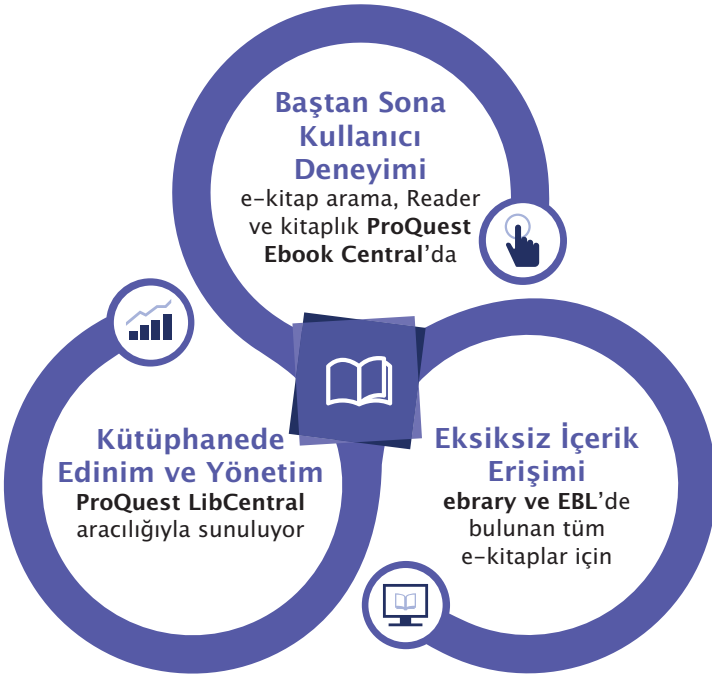 Baştan Sona
Kullanıcı
Deneyimi
e-kitap arama, Reader
ve kitaplık ProQuest
Ebook Central'da
Kütüphanede
Edinim ve Yönetim
ProQuest LibCentral
aracılığıyla sunuluyor
Eksiksiz İçerik
Erişimi
ebrary ve EBL'de
bulunan tüm
e-kitaplar için